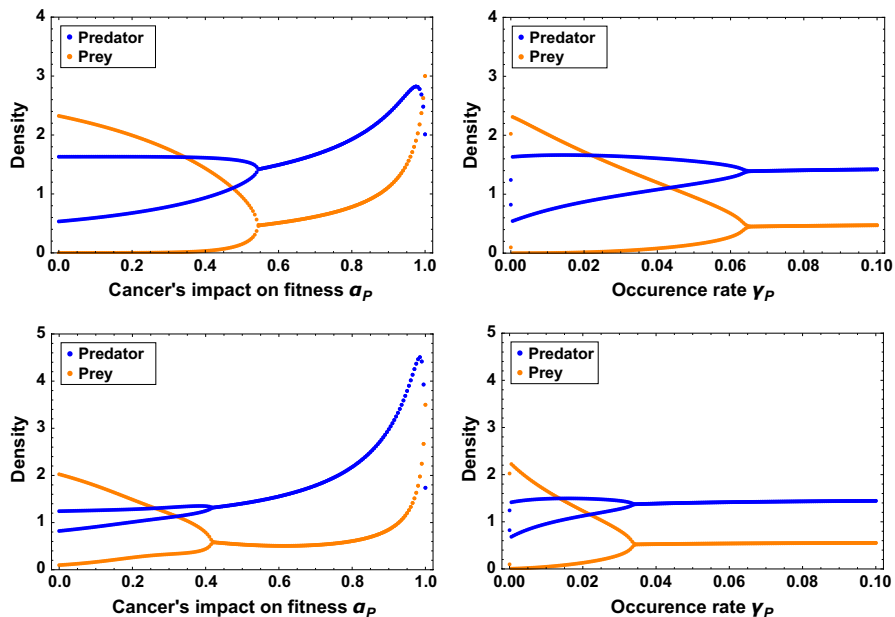 4
3
2
1
0
Density
Predator
Prey
0.0 0.2 0.4 0.6 0.8 1.0
Cancer's impact on fitness α_P
4
3
2
1
0
Density
Predator
Prey
0.00 0.02 0.04 0.06 0.08 0.10
Occurence rate γ_P
5
4
3
2
1
0
Density
Predator
Prey
0.0 0.2 0.4 0.6 0.8 1.0
Cancer's impact on fitness α_P
5
4
3
2
1
0
Density
Predator
Prey
0.00 0.02 0.04 0.06 0.08 0.10
Occurence rate γ_P